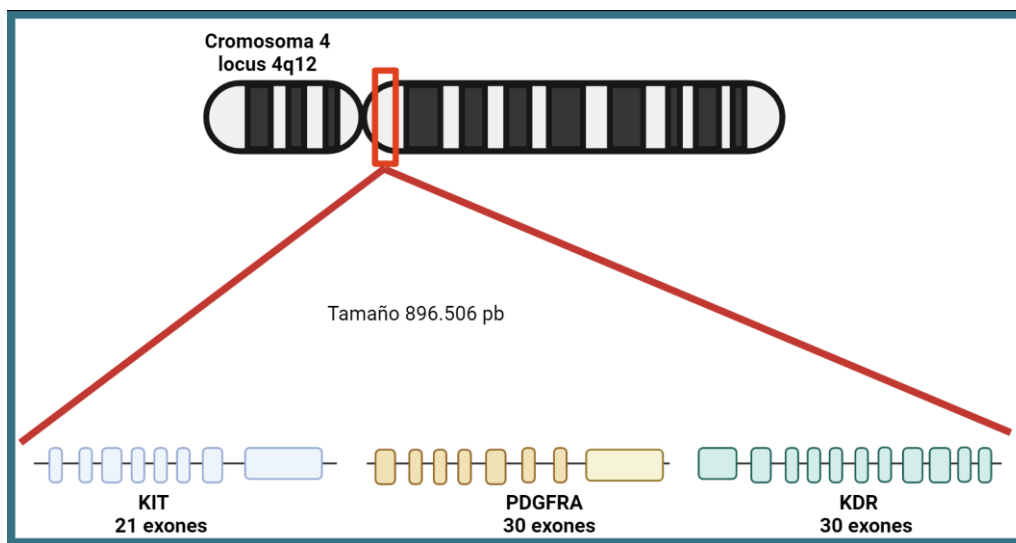 Cromosoma 4
locus 4q12
Tamaño 896.506 pb
KIT
21 exones
PDGFRA
30 exones
KDR
30 exones